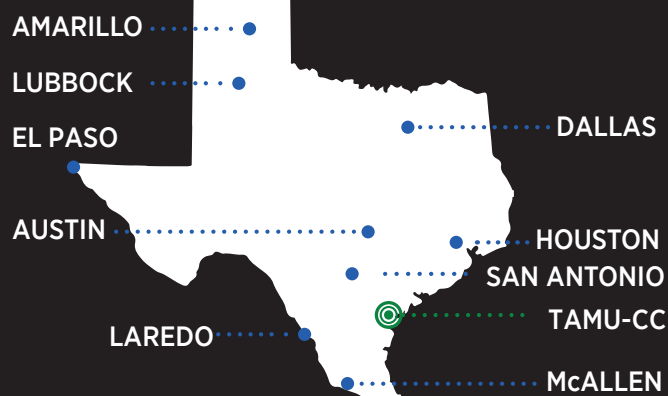 AMARILLO
LUBBOCK
EL PASO
DALLAS
AUSTIN
HOUSTON
SAN ANTONIO
TAMU-CC
LAREDO
McALLEN